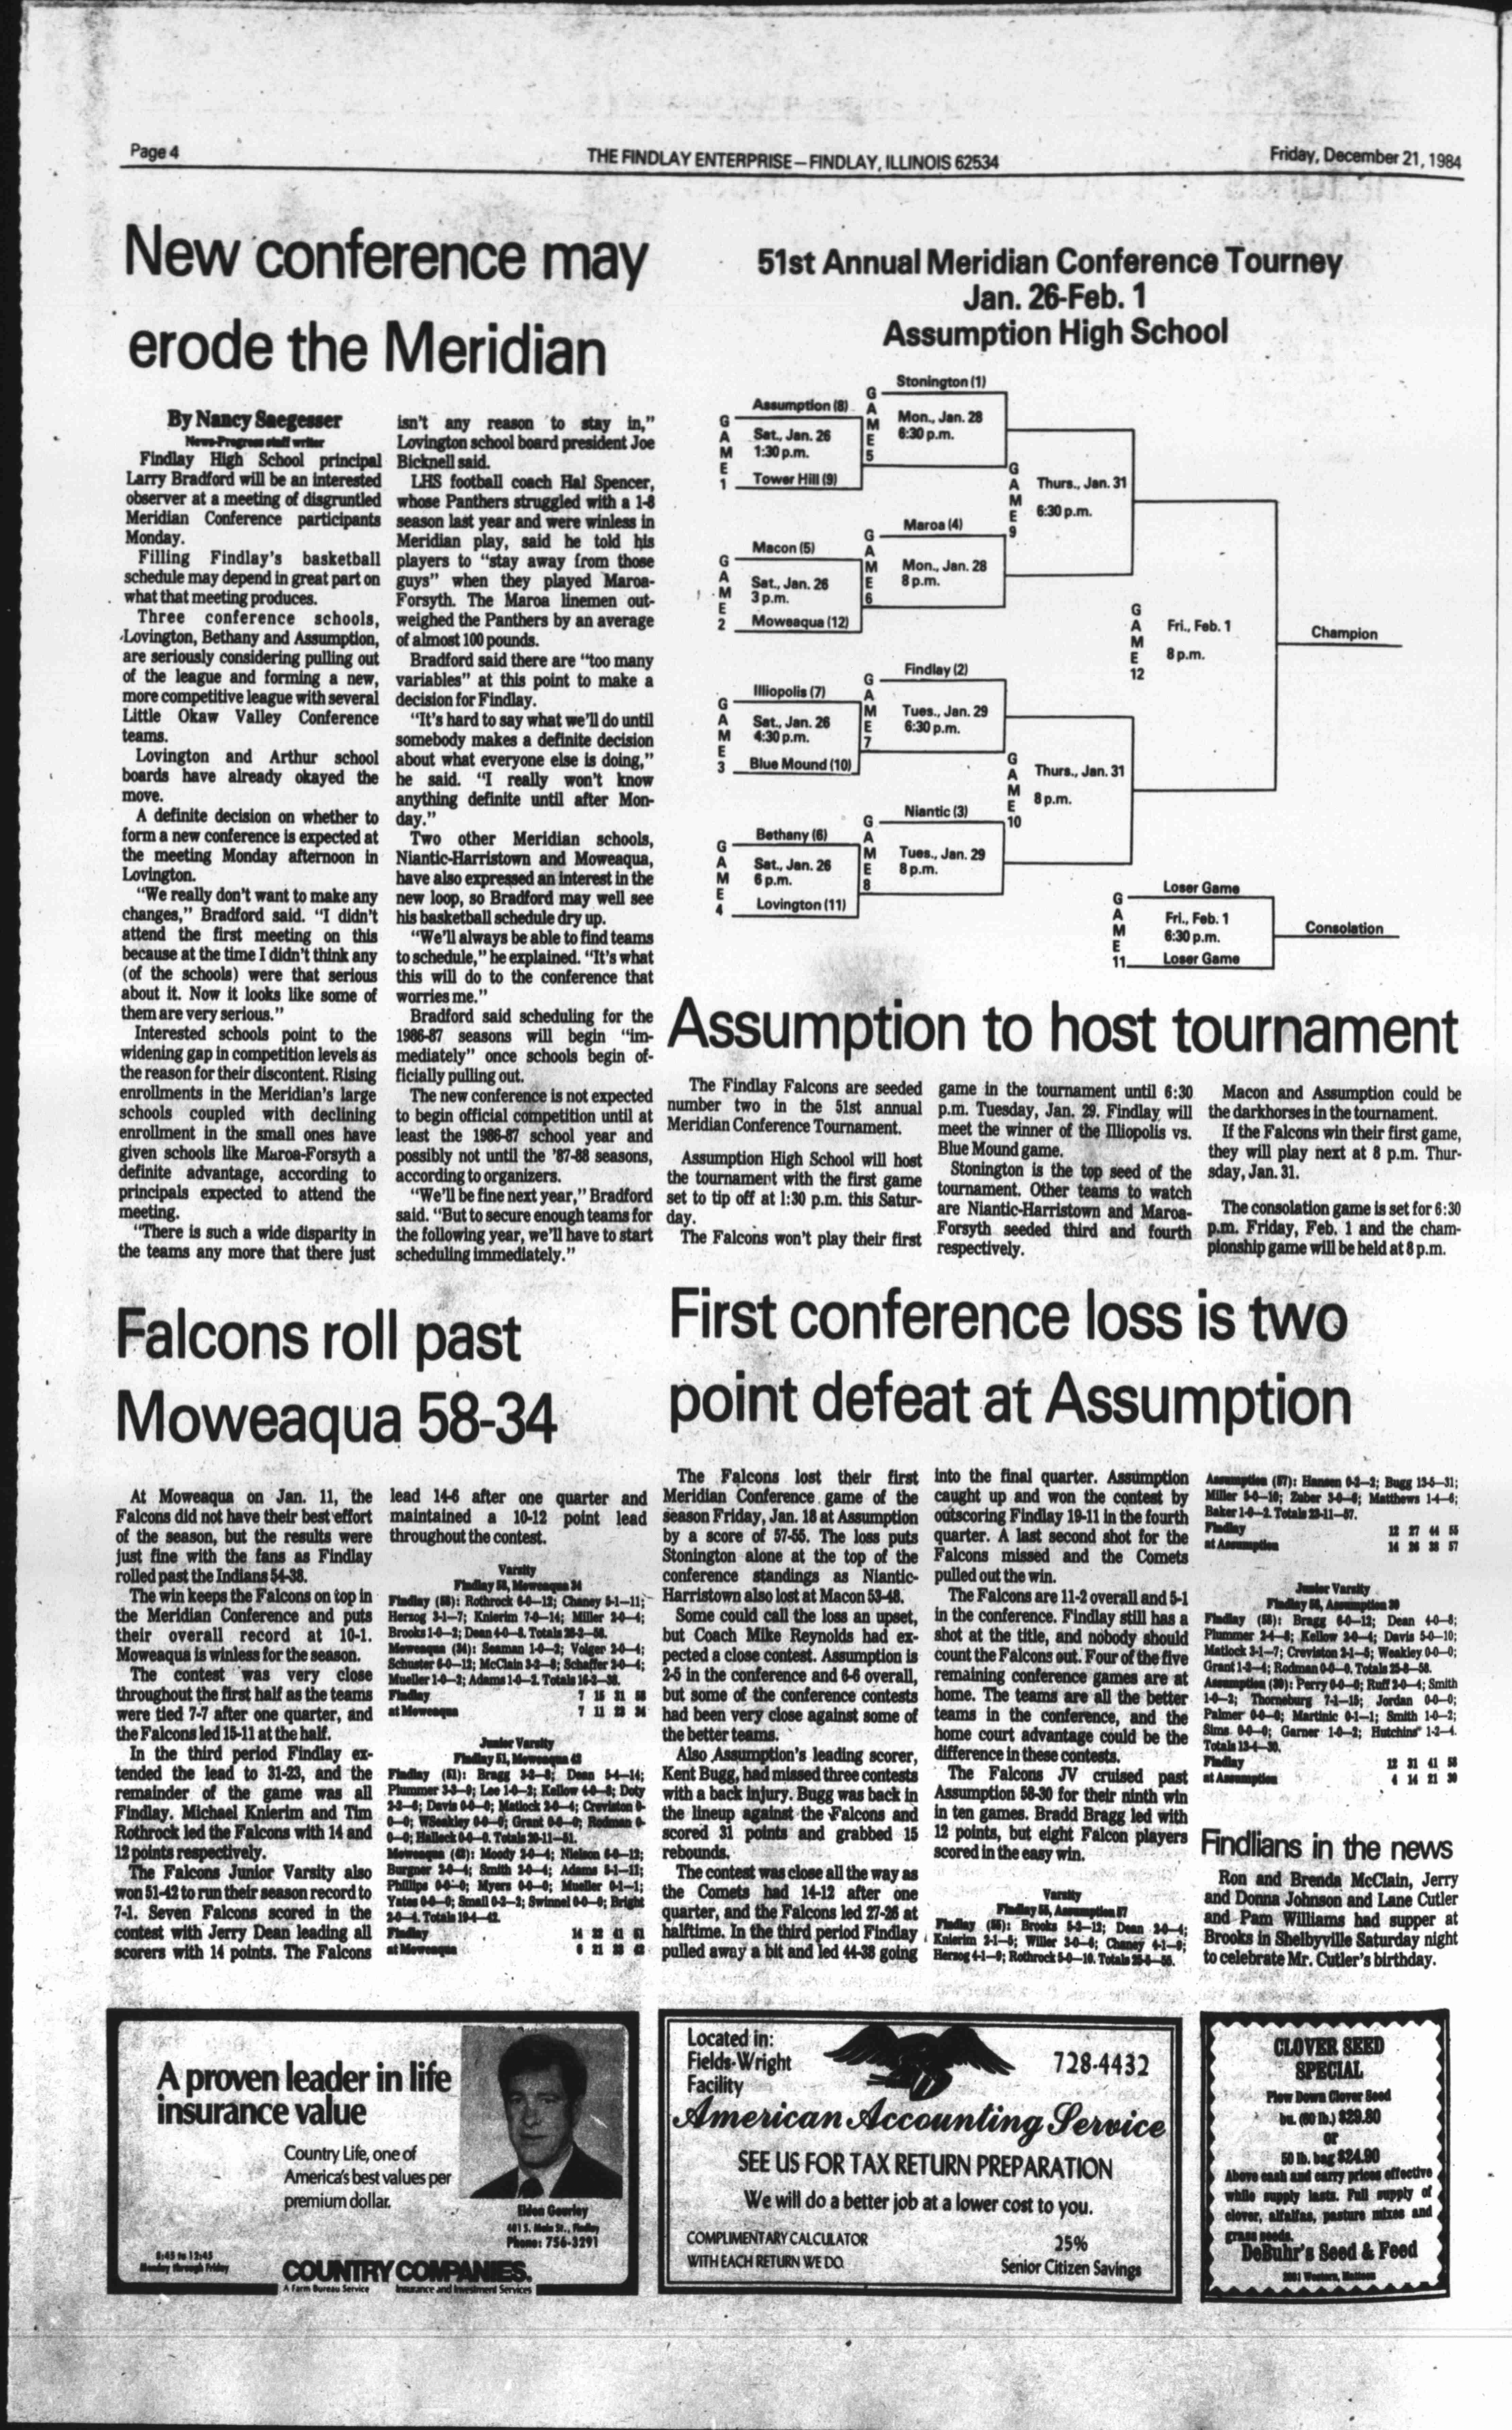 Page 4
THE FINDLAY ENTERPRISE—FINDLAY, ILLINOIS 62534
Friday, December 21, 1984
New conference may
erode the Meridian
By Nancy Saegesser
News-Progress staff writer
Findlay High School principal
Larry Bradford will be an interested
observer at a meeting of disgruntled
Meridian Conference participants
Monday.
Filling Findlay's basketball
schedule may depend in great part on
what that meeting produces.
Three conference schools,
Lovington, Bethany and Assumption,
are seriously considering pulling out
of the league and forming a new,
more competitive league with several
Little Okaw Valley Conference
teams.
Lovington and Arthur school
boards have already okayed the
move.
A definite decision on whether to
form a new conference is expected at
the meeting Monday afternoon in
Lovington.
"We really don't want to make any
changes," Bradford said. "I didn't
attend the first meeting on this
because at the time I didn't think any
(of the schools) were that serious
about it. Now it looks like some of
them are very serious."
Interested schools point to the
widening gap in competition levels as
the reason for their discontent. Rising
enrollments in the Meridian's large
schools coupled with declining
enrollment in the small ones have
given schools like Maroa-Forsyth a
definite advantage, according to
principals expected to attend the
meeting.
"There is such a wide disparity in
the teams any more that there just
isn't any reason to stay in,"
Lovington school board president Joe
Bicknell said.
LHS football coach Hal Spencer,
whose Panthers struggled with a 1-8
season last year and were winless in
Meridian play, said he told his
players to "stay away from those
guys" when they played Maroa-
Forsyth. The Maroa linemen out-
weighed the Panthers by an average
of almost 100 pounds.
Bradford said there are "too many
variables" at this point to make a
decision for Findlay.
"It's hard to say what we'll do until
somebody makes a definite decision
about what everyone else is doing,"
he said. "I really won't know
anything definite until after Mon-
day."
Two other Meridian schools,
Niantic-Harristown and Moweaqua,
have also expressed an interest in the
new loop, so Bradford may well see
his basketball schedule dry up.
"We'll always be able to find teams
to schedule," he explained. "It's what
this will do to the conference that
worries me."
Bradford said scheduling for the
1986-87 seasons will begin "im-
mediately" once schools begin of-
ficially pulling out.
The new conference is not expected
to begin official competition until at
least the 1986-87 school year and
possibly not until the '87-88 seasons,
according to organizers.
"We'll be fine next year," Bradford
said. "But to secure enough teams for
the following year, we'll have to start
scheduling immediately."
51st Annual Meridian Conference Tourney
Jan. 26-Feb. 1
Assumption High School
GAME 1
Assumption (8)
Sat., Jan. 26
1:30 p.m.
Tower Hill (9)
GAME 2
Macon (5)
Sat., Jan. 26
3 p.m.
Moweaqua (12)
GAME 3
Illiopolis (7)
Sat., Jan. 26
4:30 p.m.
Blue Mound (10)
GAME 4
Bethany (6)
Sat., Jan. 26
6 p.m.
Lovington (11)
GAME 5
Stonington (1)
Mon., Jan. 28
6:30 p.m.
GAME 6
Maroa (4)
Mon., Jan. 28
8 p.m.
GAME 7
Findlay (2)
Tues., Jan. 29
6:30 p.m.
GAME 8
Niantic (3)
Tues., Jan. 29
8 p.m.
GAME 9
Thurs., Jan. 31
6:30 p.m.
GAME 10
Thurs., Jan. 31
8 p.m.
GAME 12
Fri., Feb. 1
8 p.m.
Champion
GAME 11
Loser Game
Fri., Feb. 1
6:30 p.m.
Loser Game
Consolation
Assumption to host tournament
The Findlay Falcons are seeded
number two in the 51st annual
Meridian Conference Tournament.
Assumption High School will host
the tournament with the first game
set to tip off at 1:30 p.m. this Satur-
day.
The Falcons won't play their first
game in the tournament until 6:30
p.m. Tuesday, Jan. 29. Findlay will
meet the winner of the Illiopolis vs.
Blue Mound game.
Stonington is the top seed of the
tournament. Other teams to watch
are Niantic-Harristown and Maroa-
Forsyth seeded third and fourth
respectively.
Macon and Assumption could be
the darkhorses in the tournament.
If the Falcons win their first game,
they will play next at 8 p.m. Thur-
sday, Jan. 31.
The consolation game is set for 6:30
p.m. Friday, Feb. 1 and the cham-
pionship game will be held at 8 p.m.
Falcons roll past
Moweaqua 58-34
At Moweaqua on Jan. 11, the
Falcons did not have their best effort
of the season, but the results were
just fine with the fans as Findlay
rolled past the Indians 54-38.
The win keeps the Falcons on top in
the Meridian Conference and puts
their overall record at 10-1.
Moweaqua is winless for the season.
The contest was very close
throughout the first half as the teams
were tied 7-7 after one quarter, and
the Falcons led 15-11 at the half.
In the third period Findlay ex-
tended the lead to 31-23, and the
remainder of the game was all
Findlay. Michael Knierim and Tim
Rothrock led the Falcons with 14 and
12 points respectively.
The Falcons Junior Varsity also
won 51-42 to run their season record to
7-1. Seven Falcons scored in the
contest with Jerry Dean leading all
scorers with 14 points. The Falcons
lead 14-6 after one quarter and
maintained a 10-12 point lead
throughout the contest.
Varsity
Findlay 58, Moweaqua 34
Findlay (58): Rothrock 6-0—12; Chaney 5-1—11;
Herzog 3-1—7; Knierim 7-0—14; Miller 2-0—4;
Brooks 1-0—2; Dean 4-0—8. Totals 28-2—58.
Moweaqua (34): Seaman 1-0—2; Volger 2-0—4;
Schuster 6-0—12; McClain 3-2—8; Schaffer 2-0—4;
Mueller 1-0—2; Adams 1-0—2. Totals
Findlay 7 15 31 58
at Moweaqua 7 11 23 34
Junior Varsity
Findlay 51, Moweaqua 42
Findlay (51): Bragg Dean 5-4—14;
Plummer Lee 1-0—2; Kellow 4-0—8; Doty
Davis 0-0—0; Matlock 2-0—4; Creviston 0-
0—0; WSeakley 0-0—0; Grant 0-0—0; Rodman 0-
0—0; Halleck 0-0—0. Totals 20-11—51.
Moweaqua (42): Moody 2-0—4; Nielson 6-0—12;
Burgner 2-0—4; Smith 2-0—4; Adams 5-1—11;
Phillips 0-0—0; Myers 0-0—0; Mueller 0-1—1;
Yates 0-0—0; Small 0-2—2; Swinnel 0-0—0; Bright
2-0—4. Totals 19-4—42.
Findlay 14 41 51
at Moweaqua 6 21 42
First conference loss is two
point defeat at Assumption
The Falcons lost their first
Meridian Conference game of the
season Friday, Jan. 18 at Assumption
by a score of 57-55. The loss puts
Stonington alone at the top of the
conference standings as Niantic-
Harristown also lost at Macon 53-48.
Some could call the loss an upset,
but Coach Mike Reynolds had ex-
pected a close contest. Assumption is
2-5 in the conference and 6-6 overall,
but some of the conference contests
had been very close against some of
the better teams.
Also Assumption's leading scorer,
Kent Bugg, had missed three contests
with a back injury. Bugg was back in
the lineup against the Falcons and
scored 31 points and grabbed 15
rebounds.
The contest was close all the way as
the Comets had 14-12 after one
quarter, and the Falcons led 27-26 at
halftime. In the third period Findlay
pulled away a bit and led 44-38 going
into the final quarter. Assumption
caught up and won the contest by
outscoring Findlay 19-11 in the fourth
quarter. A last second shot for the
Falcons missed and the Comets
pulled out the win.
The Falcons are 11-2 overall and 5-1
in the conference. Findlay still has a
shot at the title, and nobody should
count the Falcons out. Four of the five
remaining conference games are at
home. The teams are all the better
teams in the conference, and the
home court advantage could be the
difference in these contests.
The Falcons JV cruised past
Assumption 58-30 for their ninth win
in ten games. Bradd Bragg led with
12 points, but eight Falcon players
scored in the easy win.
Varsity
Findlay 55, Assumption 57
Findlay (55): Brooks 5-2—12; Dean 2-0—4;
Knierim 2-1—5; Willer 3-0—6; Chaney 4-1—9;
Herzog 4-1—9; Rothrock 5-0—10. Totals 25-5—55.
Assumption (57): Hansen 0-2—2; Bugg 13-5—31;
Miller 5-0—10; Zuber 3-0—6; Matthews 1-4—6;
Baker 1-0—2. Totals 23-11—57.
Findlay 12 27 44 55
at Assumption 14 26 38 57
Junior Varsity
Findlay 58, Assumption 30
Findlay (58): Bragg 6-0—12; Dean 4-0—8;
Plummer 2-4—8; Kellow 2-0—4; Davis 5-0—10;
Matlock 3-1—7; Creviston 2-1—5; Weakley 0-0—0;
Grant 1-2—4; Rodman 0-0—0. Totals 25-8—58.
Assumption (30): Perry 0-0—0; Ruff 2-0—4; Smith
1-0—2; Thorneburg 7-1—15; Jordan 0-0—0;
Palmer 0-0—0; Martinic 0-1—1; Smith 1-0—2;
Sims 0-0—0; Garner 1-0—2; Hutchins 1-2—4.
Totals 13-4—30.
Findlay 12 31 41 58
at Assumption 4 14 21 30
Findlians in the news
Ron and Brenda McClain, Jerry
and Donna Johnson and Lane Cutler
and Pam Williams had supper at
Brooks in Shelbyville Saturday night
to celebrate Mr. Cutler's birthday.
A proven leader in life
insurance value
Country Life, one of
America's best values per
premium dollar.
Eldon Gourley
401 S. Main St., Findlay
Phone: 756-3291
8:45 to 12:45
Monday through Friday
COUNTRY COMPANIES.
A Farm Bureau Service
Insurance and Investment Services
Located in:
Fields-Wright
Facility
728-4432
American Accounting Service
SEE US FOR TAX RETURN PREPARATION
We will do a better job at a lower cost to you.
COMPLIMENTARY CALCULATOR
WITH EACH RETURN WE DO.
25%
Senior Citizen Savings
CLOVER SEED
SPECIAL
Plow Down Clover Seed
bu. (60 lb.) $29.80
or
50 lb. bag $24.90
Above cash and carry prices effective
while supply lasts. Full supply of
clover, alfalfas, pasture mixes and
grass seeds.
DeBuhr's Seed & Feed
Western, Mattoon